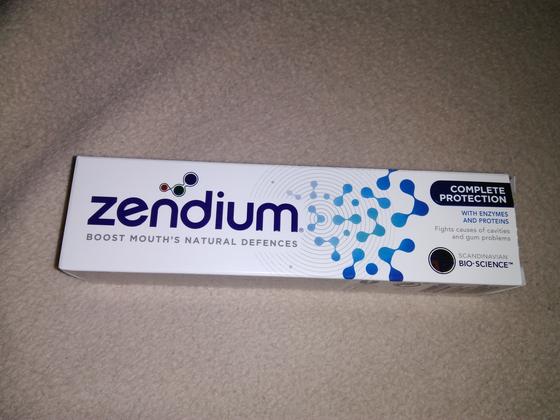 zendium®
BOOST MOUTH'S NATURAL DEFENCES
COMPLETE
PROTECTION
WITH ENZYMES
AND PROTEINS
Fights causes of cavities
and gum problems
SCANDINAVIAN
BIO-SCIENCE™